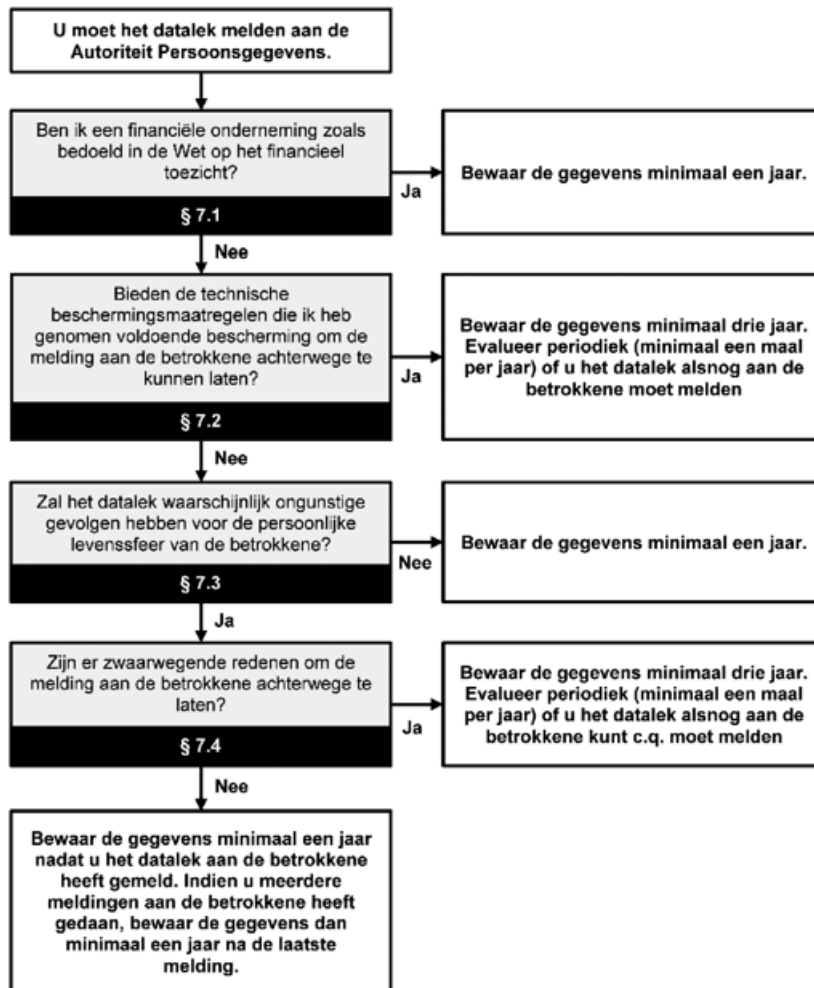 U moet het datalek melden aan de
Autoriteit Persoonsgegevens.
Ben ik een financiële onderneming zoals
bedoeld in de Wet op het financieel
toezicht?
Ja
Bewaar de gegevens minimaal een jaar.
§ 7.1
Nee
Bieden de technische
beschermingsmaatregelen die ik heb
genomen voldoende bescherming om de
melding aan de betrokkene achterwege te
kunnen laten?
Ja
Bewaar de gegevens minimaal drie jaar.
Evalueer periodiek (minimaal een maal
per jaar) of u het datalek alsnog aan de
betrokkene moet melden
§ 7.2
Nee
Zal het datalek waarschijnlijk ongunstige
gevolgen hebben voor de persoonlijke
levenssfeer van de betrokkene?
Nee
Bewaar de gegevens minimaal een jaar.
§ 7.3
Ja
Zijn er zwaarwegende redenen om de
melding aan de betrokkene achterwege te
laten?
Ja
Bewaar de gegevens minimaal drie jaar.
Evalueer periodiek (minimaal een maal
per jaar) of u het datalek alsnog aan de
betrokkene kunt c.q. moet melden
§ 7.4
Nee
Bewaar de gegevens minimaal een jaar
nadat u het datalek aan de betrokkene
heeft gemeld. Indien u meerdere
meldingen aan de betrokkene heeft
gedaan, bewaar de gegevens dan
minimaal een jaar na de laatste
melding.